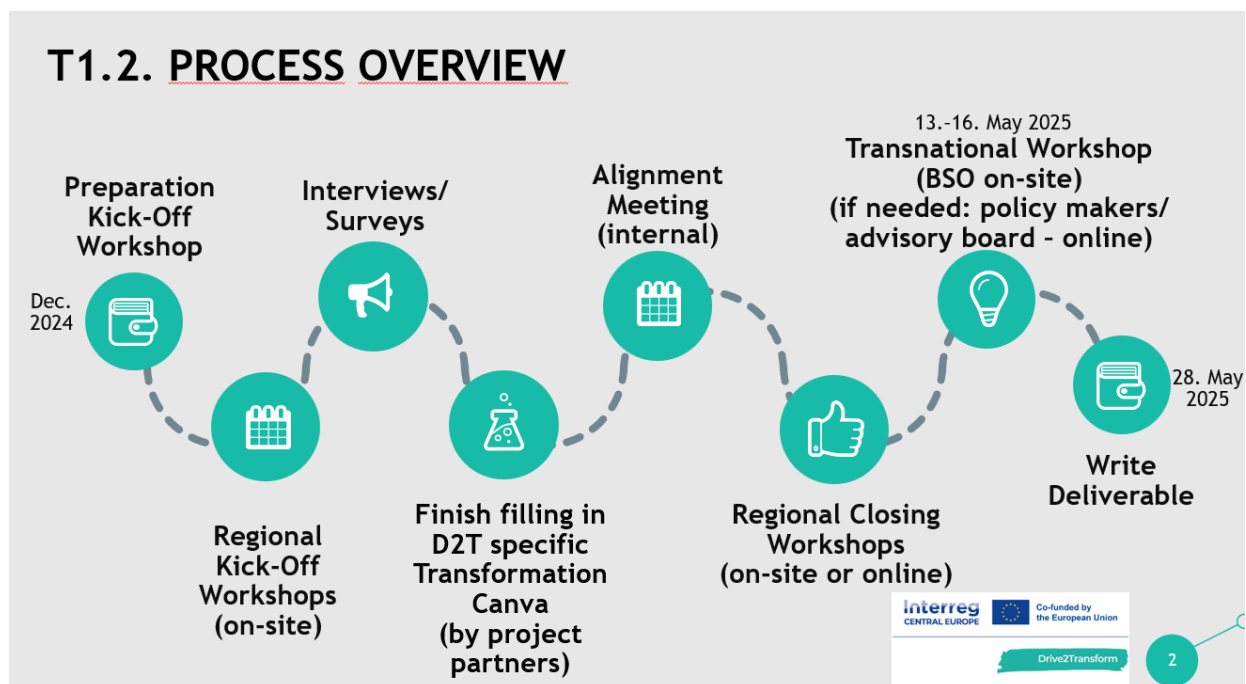 T1.2. PROCESS OVERVIEW
Dec.
2024
Preparation
Kick-Off
Workshop
Regional
Kick-Off
Workshops
(on-site)
Interviews/
Surveys
Finish filling in
D2T specific
Transformation
Canva
(by project
partners)
Alignment
Meeting
(internal)
Regional Closing
Workshops
(on-site or online)
13.-16. May 2025
Transnational Workshop
(BSO on-site)
(if needed: policy makers/
advisory board - online)
28. May
2025
Write
Deliverable
Interreg
CENTRAL EUROPE
Co-funded by
the European Union
Drive2Transform
2